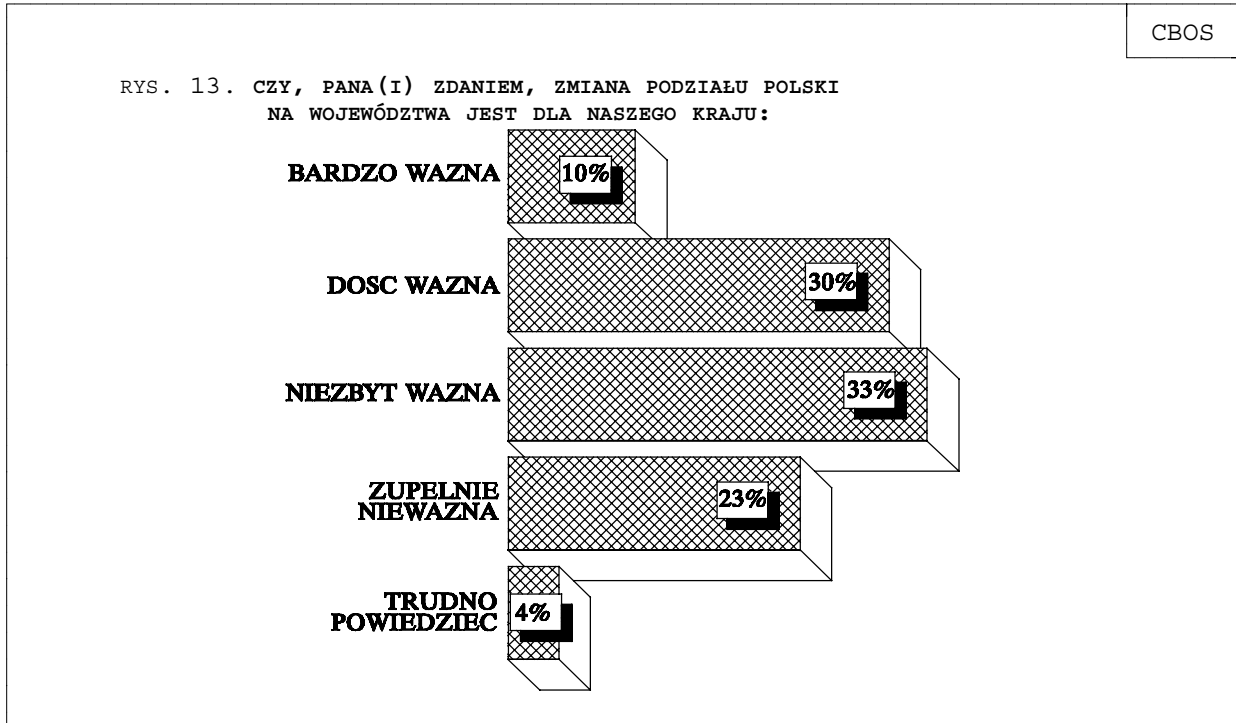 CBOS
RYS. 13. CZY, PANA(I) ZDANIEM, ZMIANA PODZIAŁU POLSKI
NA WOJEWÓDZTWA JEST DLA NASZEGO KRAJU:
BARDZO WAZNA 10%
DOSC WAZNA 30%
NIEZBYT WAZNA 33%
ZUPELNIE
NIEWAZNA 23%
TRUDNO
POWIEDZIEC 4%